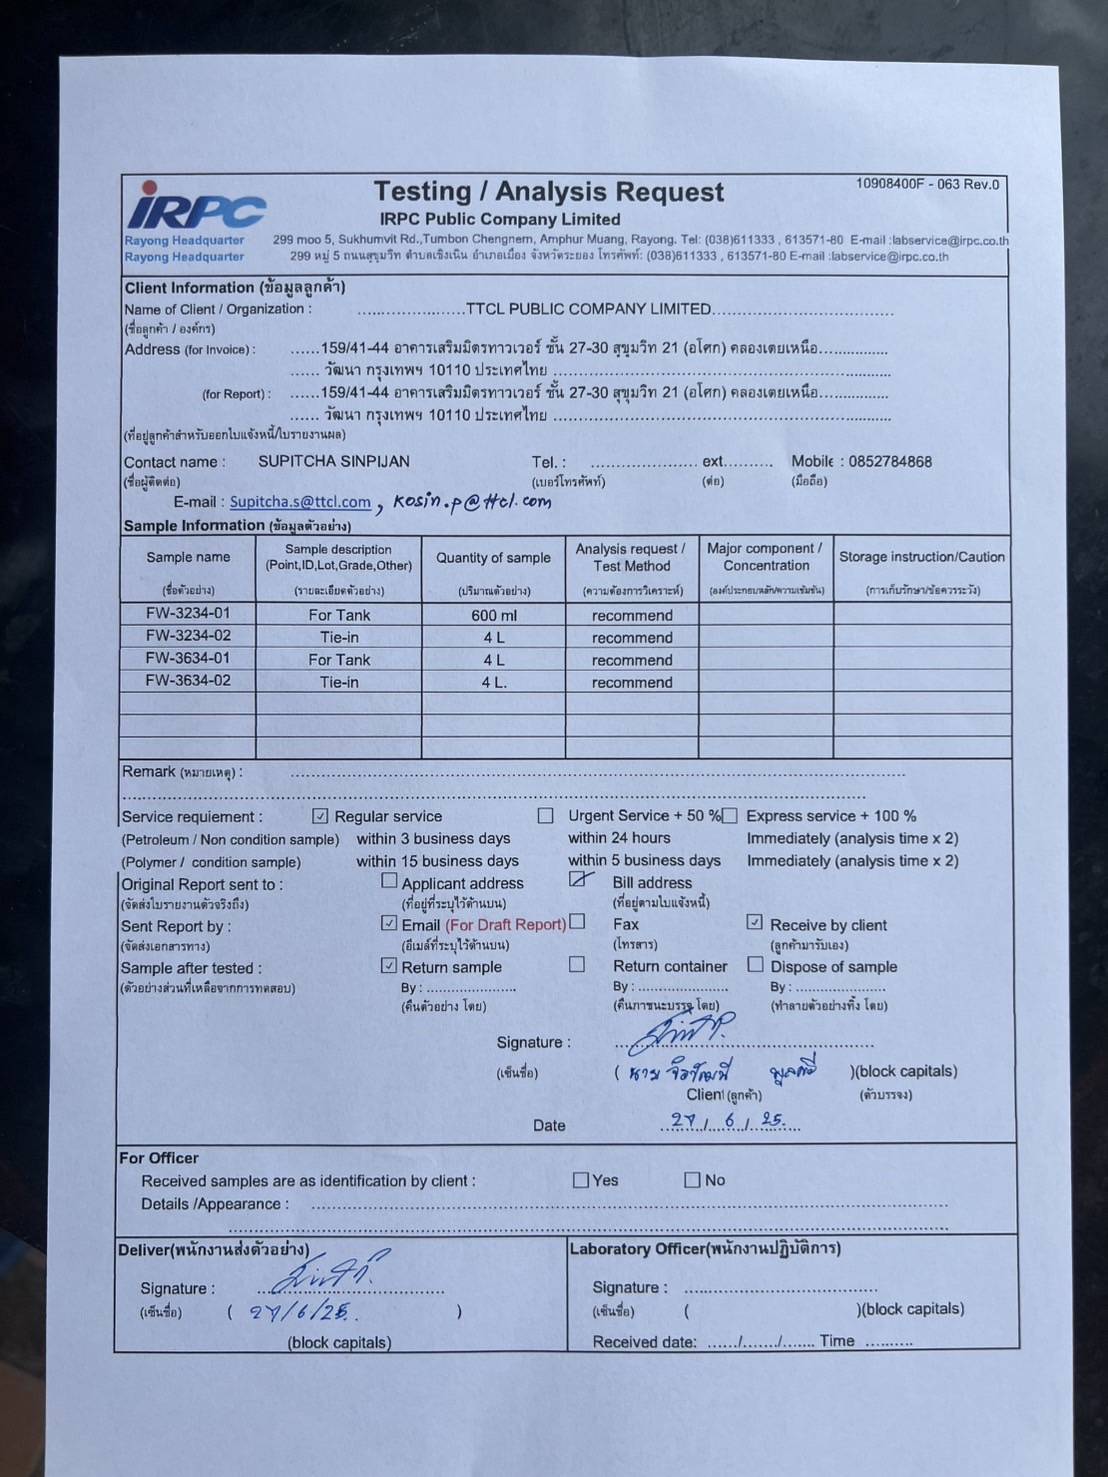 iRPC
Testing / Analysis Request
10908400F - 063 Rev.0
IRPC Public Company Limited
Rayong Headquarter 299 moo 5, Sukhumvit Rd.,Tumbon Chengnern, Amphur Muang, Rayong. Tel: (038)611333 , 613571-80 E-mail :labservice@irpc.co.th
Rayong Headquarter 299 หมู่ 5 ถนนสุขุมวิท ตำบลเชิงเนิน อำเภอเมือง จังหวัดระยอง โทรศัพท์: (038)611333 , 613571-80 E-mail :labservice@irpc.co.th
Client Information (ข้อมูลลูกค้า)
Name of Client / Organization : TTCL PUBLIC COMPANY LIMITED
(ชื่อลูกค้า / องค์กร)
Address (for Invoice) : 159/41-44 อาคารเสริมมิตรทาวเวอร์ ชั้น 27-30 สุขุมวิท 21 (อโศก) คลองเตยเหนือ
วัฒนา กรุงเทพฯ 10110 ประเทศไทย
(for Report) : 159/41-44 อาคารเสริมมิตรทาวเวอร์ ชั้น 27-30 สุขุมวิท 21 (อโศก) คลองเตยเหนือ
วัฒนา กรุงเทพฯ 10110 ประเทศไทย
(ที่อยู่ลูกค้าสำหรับออกใบแจ้งหนี้/ใบรายงานผล)
Contact name : SUPITCHA SINPIJAN Tel. : ext. Mobile : 0852784868
(ชื่อผู้ติดต่อ) (เบอร์โทรศัพท์) (ต่อ) (มือถือ)
E-mail : Supitcha.s@ttcl.com , kosin.p@ttcl.com
Sample Information (ข้อมูลตัวอย่าง)
Sample name Sample description (Point,ID,Lot,Grade,Other) Quantity of sample Analysis request / Test Method Major component / Concentration Storage instruction/Caution
(ชื่อตัวอย่าง) (รายละเอียดตัวอย่าง) (ปริมาณตัวอย่าง) (ความต้องการวิเคราะห์) (องค์ประกอบหลัก/ความเข้มข้น) (การเก็บรักษา/ข้อควรระวัง)
FW-3234-01 For Tank 600 ml recommend
FW-3234-02 Tie-in 4 L recommend
FW-3634-01 For Tank 4 L recommend
FW-3634-02 Tie-in 4 L. recommend
Remark (หมายเหตุ) :
Service requiement : ☑ Regular service ☐ Urgent Service + 50 % ☐ Express service + 100 %
(Petroleum / Non condition sample) within 3 business days within 24 hours Immediately (analysis time x 2)
(Polymer / condition sample) within 15 business days within 5 business days Immediately (analysis time x 2)
Original Report sent to : ☐ Applicant address ☑ Bill address
(จัดส่งใบรายงานตัวจริงถึง) (ที่อยู่ที่ระบุไว้ด้านบน) (ที่อยู่ตามใบแจ้งหนี้)
Sent Report by : ☑ Email (For Draft Report) ☐ Fax ☑ Receive by client
(จัดส่งเอกสารทาง) (อีเมล์ที่ระบุไว้ด้านบน) (โทรสาร) (ลูกค้ามารับเอง)
Sample after tested : ☑ Return sample ☐ Return container ☐ Dispose of sample
(ตัวอย่างส่วนที่เหลือจากการทดสอบ) By : By : By :
(คืนตัวอย่าง โดย) (คืนภาชนะบรรจุ โดย) (ทำลายตัวอย่างทิ้ง โดย)
Signature :
(เซ็นชื่อ) ( นาย )(block capitals)
Client (ลูกค้า) (ตัวบรรจง)
Date 27/6/25.
For Officer
Received samples are as identification by client : ☐ Yes ☐ No
Details /Appearance :
Deliver(พนักงานส่งตัวอย่าง) Laboratory Officer(พนักงานปฏิบัติการ)
Signature : Signature :
(เซ็นชื่อ) ( 27/6/25. ) (เซ็นชื่อ) ( )(block capitals)
(block capitals) Received date: / / Time